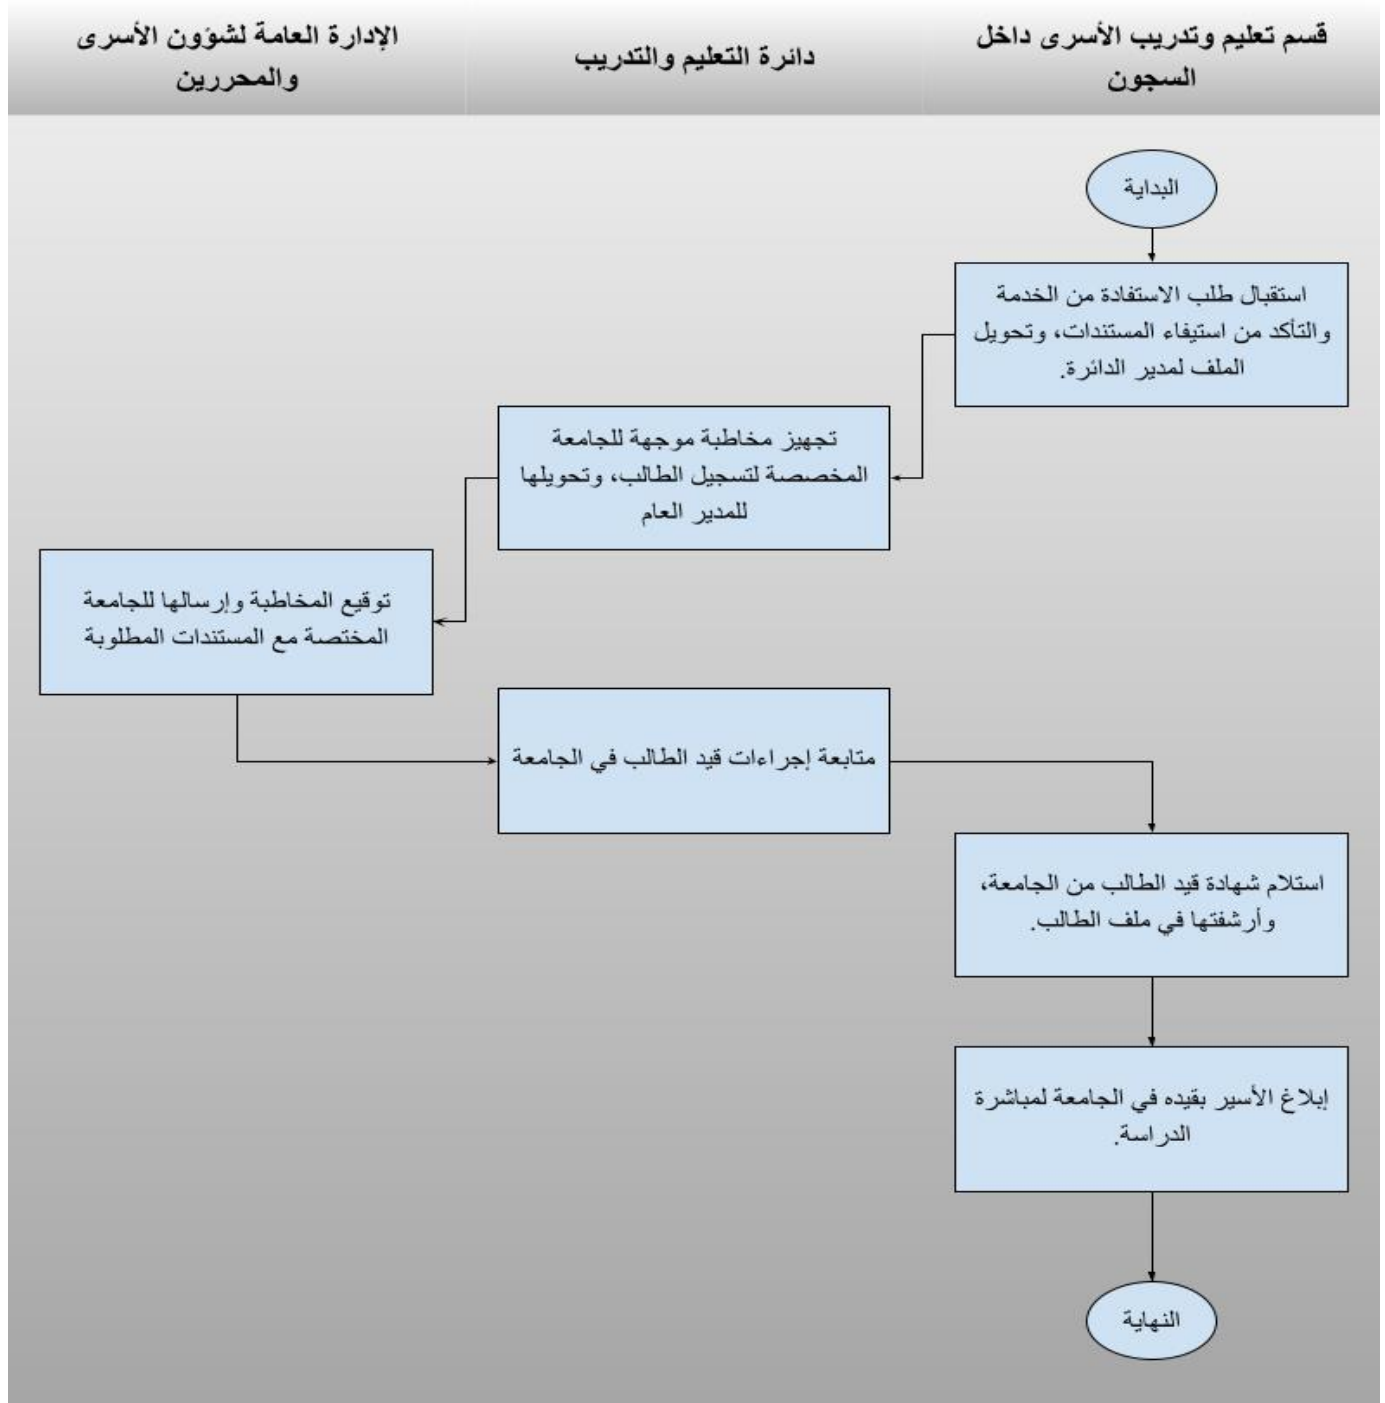 قسم تعليم وتدريب الأسرى داخل
السجون
دائرة التعليم والتدريب
الإدارة العامة لشؤون الأسرى
والمحررين
البداية
استقبال طلب الاستفادة من الخدمة
والتأكد من استيفاء المستندات، وتحويل
الملف لمدير الدائرة.
تجهيز مخاطبة موجهة للجامعة
المخصصة لتسجيل الطالب، وتحويلها
للمدير العام
توقيع المخاطبة وإرسالها للجامعة
المختصة مع المستندات المطلوبة
متابعة إجراءات قيد الطالب في الجامعة
استلام شهادة قيد الطالب من الجامعة،
وأرشفتها في ملف الطالب.
إبلاغ الأسير بقيده في الجامعة لمباشرة
الدراسة.
النهاية